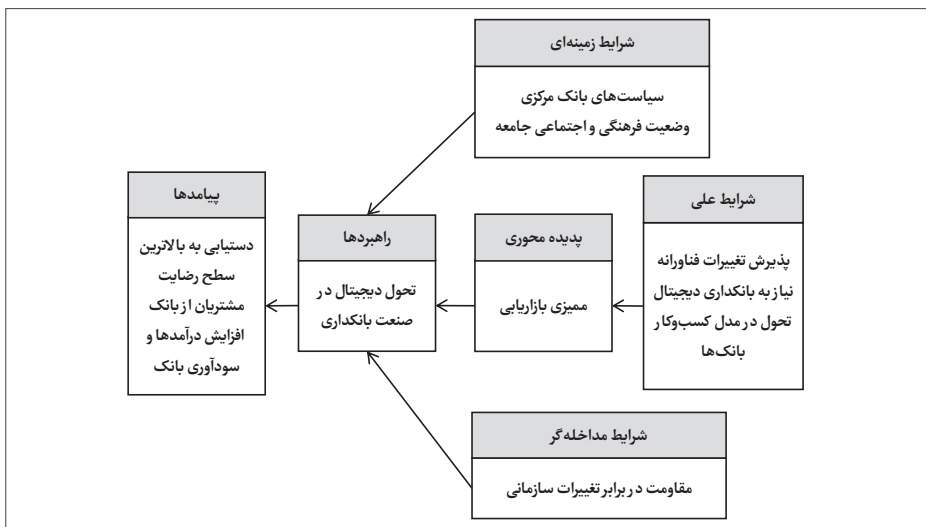 شرایط زمینه‌ای
سیاست‌های بانک مرکزی
وضعیت فرهنگی و اجتماعی جامعه
شرایط علی
پذیرش تغییرات فناورانه
نیاز به بانکداری دیجیتال
تحول در مدل کسب‌وکار
بانک‌ها
پدیده محوری
ممیزی بازاریابی
راهبردها
تحول دیجیتال در
صنعت بانکداری
پیامدها
دستیابی به بالاترین
سطح رضایت
مشتریان از بانک
افزایش درآمدها و
سودآوری بانک
شرایط مداخله‌گر
مقاومت در برابر تغییرات سازمانی